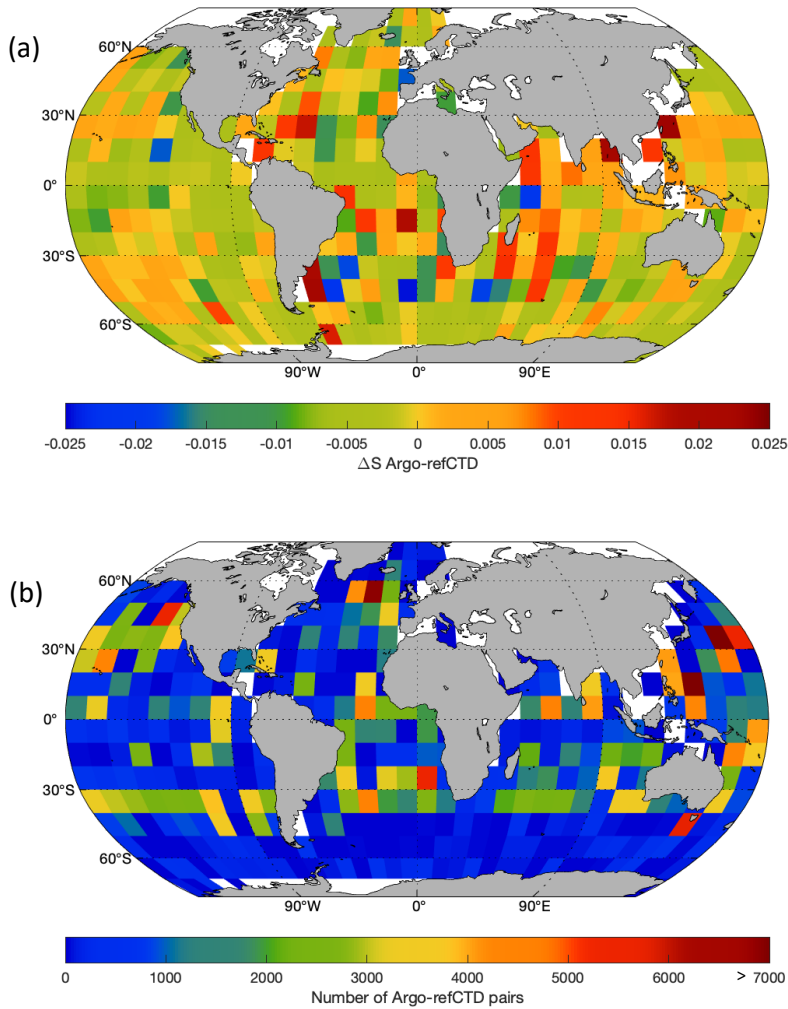 (a)
60°N
30°N
0°
30°S
60°S
90°W 0° 90°E
-0.025 -0.02 -0.015 -0.01 -0.005 0 0.005 0.01 0.015 0.02 0.025
ΔS Argo-refCTD
(b)
60°N
30°N
0°
30°S
60°S
90°W 0° 90°E
0 1000 2000 3000 4000 5000 6000 > 7000
Number of Argo-refCTD pairs